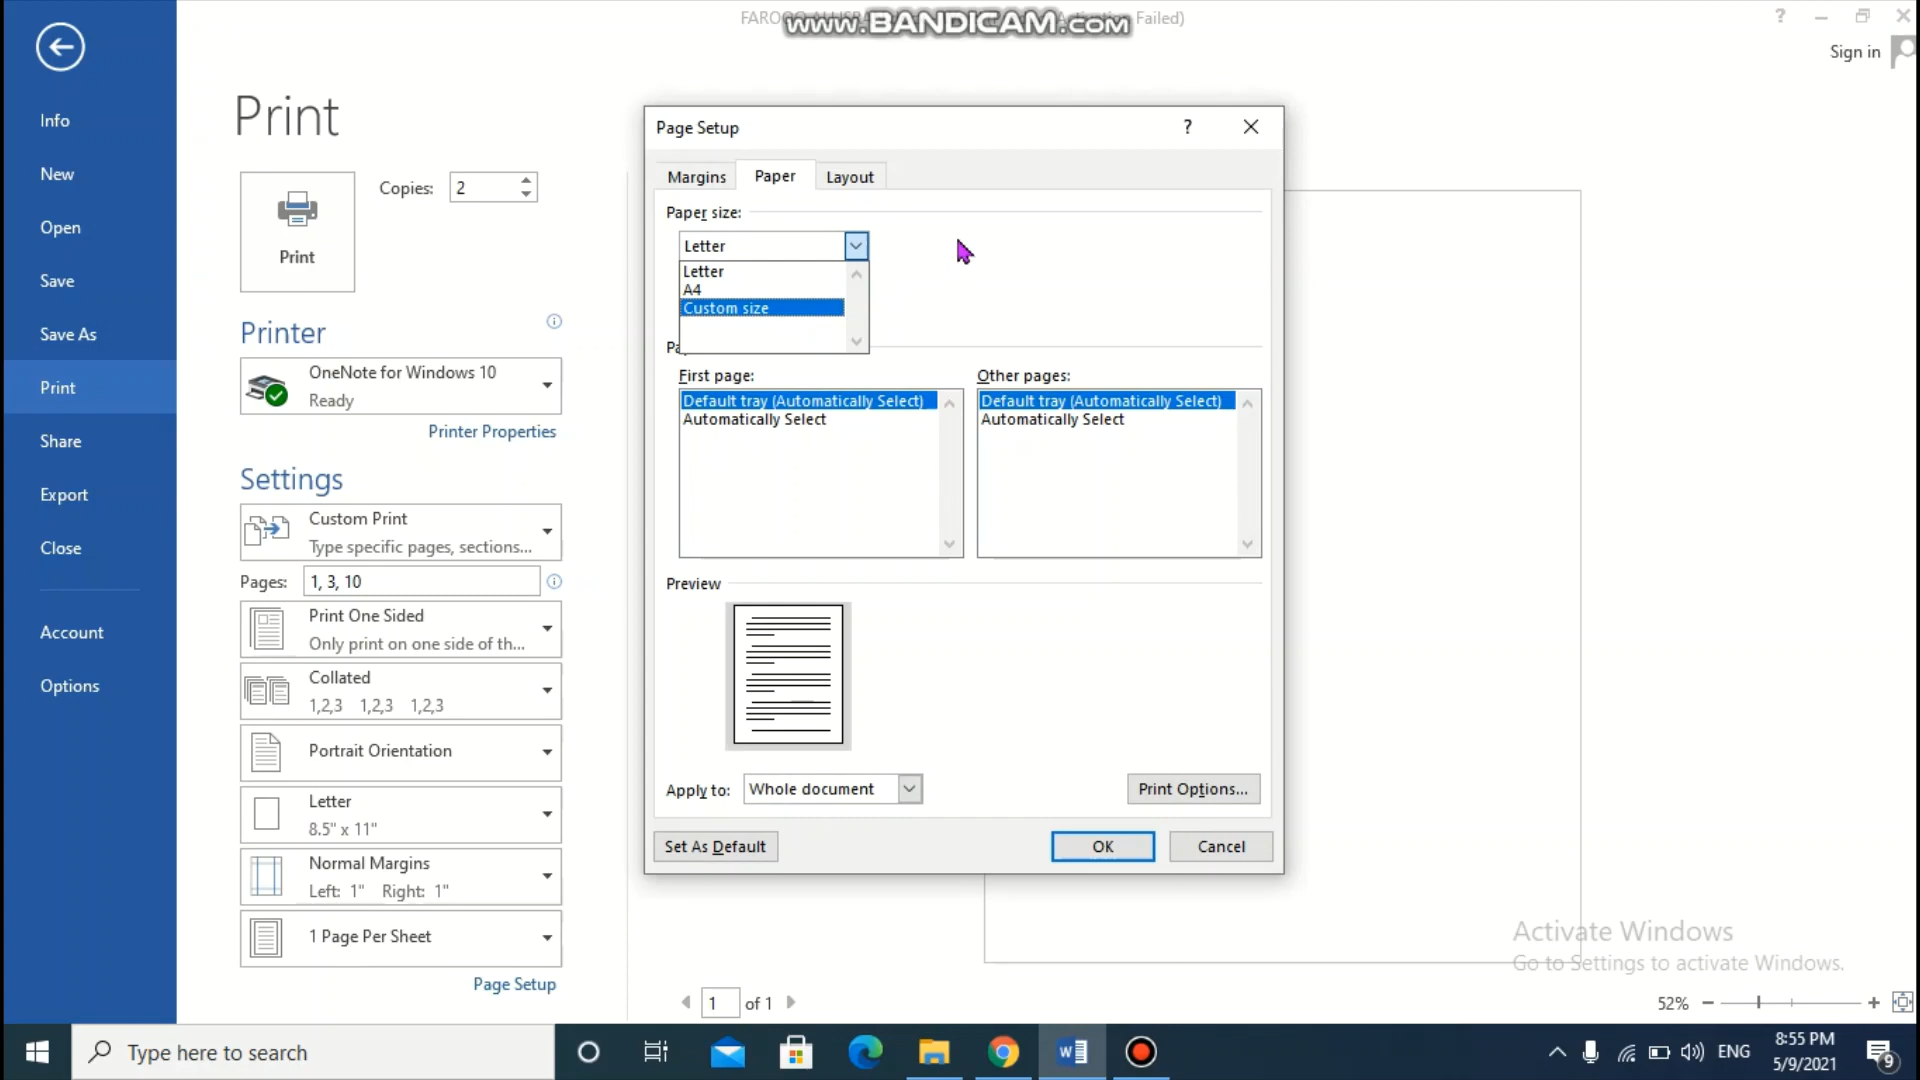 FAROOQ
Failed)
www.BANDICAM.com
Sign in
Info
New
Open
Save
Save As
Print
Share
Export
Close
Account
Options
Print
Print
Copies: 2
Printer
OneNote for Windows 10
Ready
Printer Properties
Settings
Custom Print
Type specific pages, sections...
Pages: 1, 3, 10
Print One Sided
Only print on one side of th...
Collated
1,2,3 1,2,3 1,2,3
Portrait Orientation
Letter
8.5" x 11"
Normal Margins
Left: 1" Right: 1"
1 Page Per Sheet
Page Setup
Page Setup
?
Margins Paper Layout
Paper size:
Letter
Letter
A4
Custom size
First page: Other pages:
Default tray (Automatically Select) Default tray (Automatically Select)
Automatically Select Automatically Select
Preview
Apply to: Whole document
Print Options...
Set As Default
OK Cancel
Activate Windows
Go to Settings to activate Windows.
1 of 1
52%
Type here to search
ENG
8:55 PM
5/9/2021
9